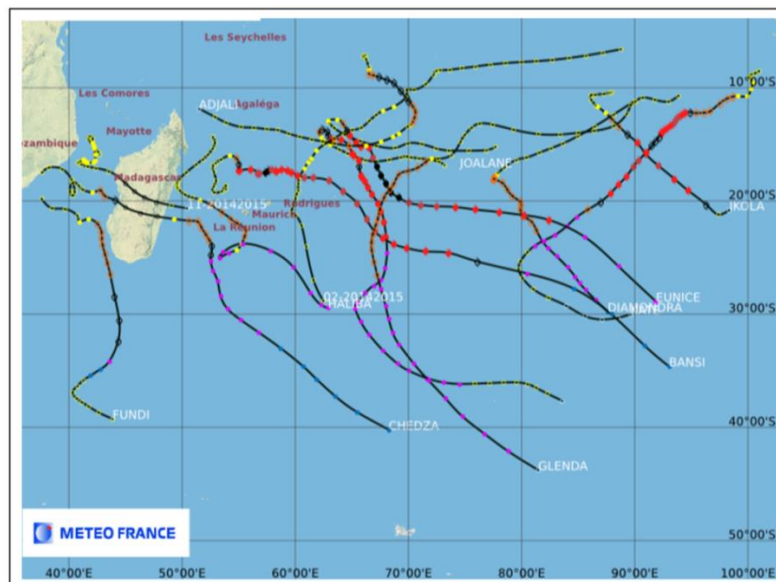 Les Seychelles
10°00'S
Les Comores
ADJALI
Agaléga
Mayotte
Mozambique
JOALANE
Madagascar
20°00'S
11-20142015
Rodrigues
IKOLA
Maurice
La Réunion
EUNICE
02-20142015
HALIBA
DIAMONDRA
30°00'S
BANSI
FUNDI
CHEDZA
40°00'S
GLENDA
METEO FRANCE
50°00'S
40°00'E 50°00'E 60°00'E 70°00'E 80°00'E 90°00'E 100°00'E